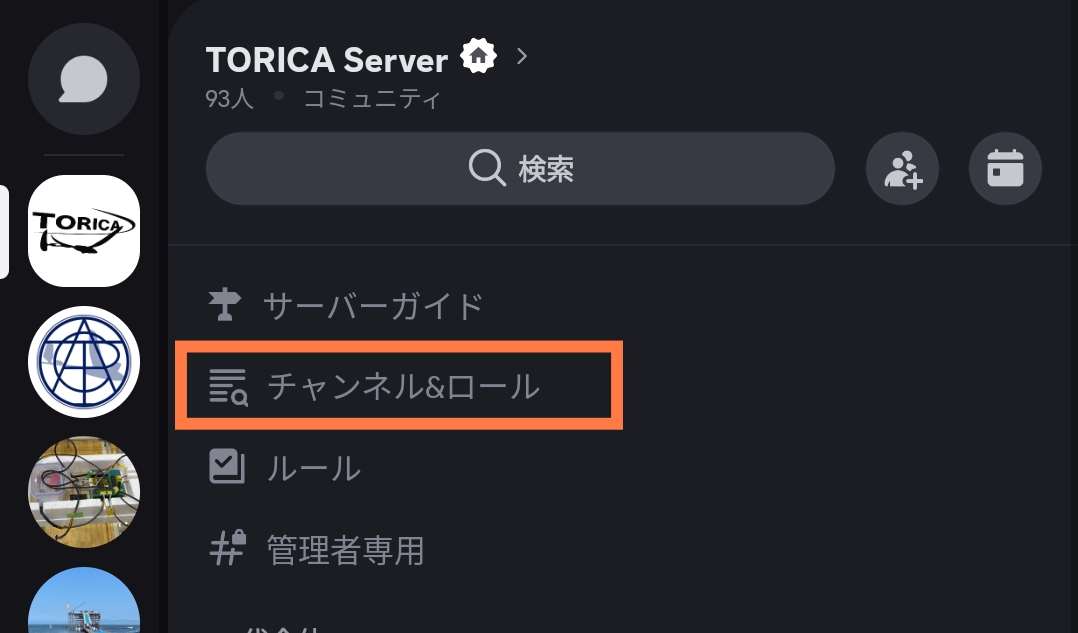 TORICA Server
93人 • コミュニティ
検索
TORICA
サーバーガイド
チャンネル&ロール
ルール
管理者専用